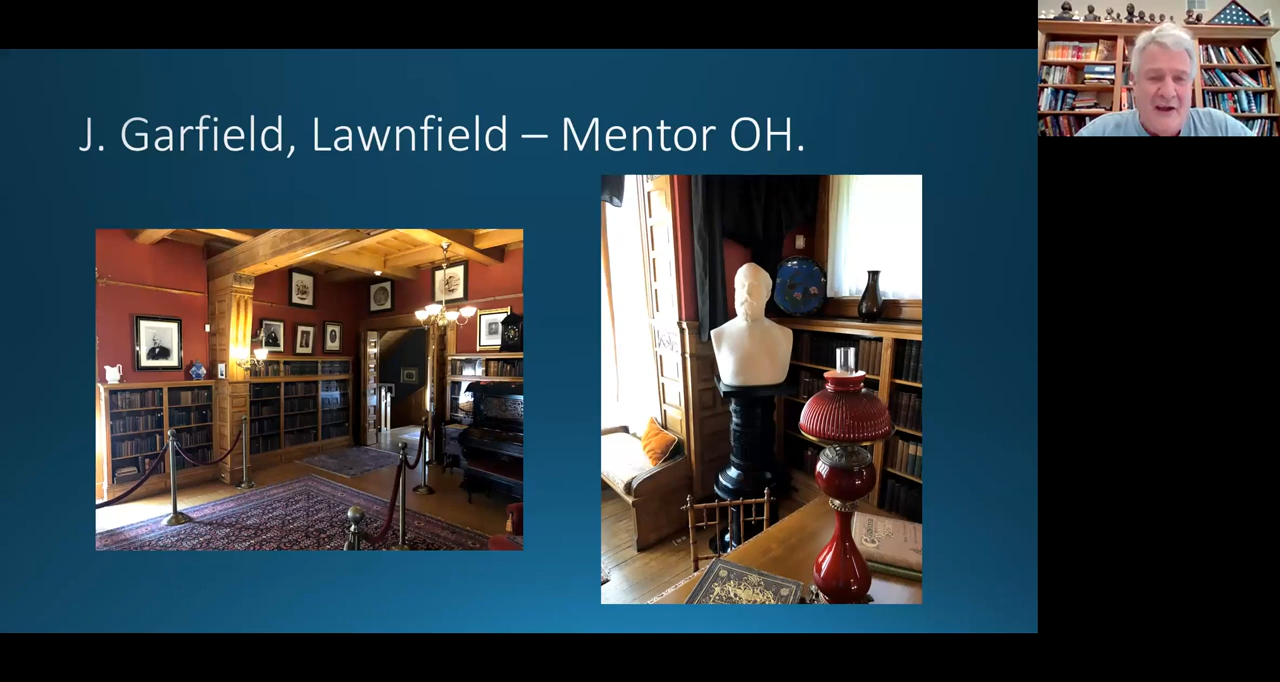 J. Garfield, Lawnfield – Mentor OH.